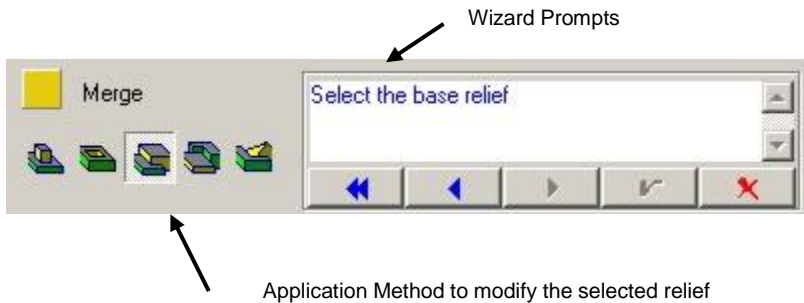 Wizard Prompts
Merge
Select the base relief
Application Method to modify the selected relief